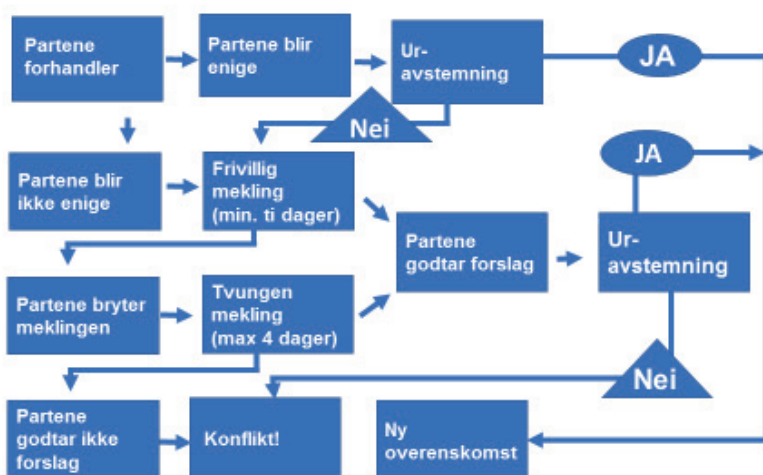 Partene
forhandler
Partene blir
enige
Ur-
avstemning
JA
Nei
Partene blir
ikke enige
Frivillig
mekling
(min. ti dager)
JA
Partene
godtar forslag
Ur-
avstemning
Partene bryter
meklingen
Tvungen
mekling
(max 4 dager)
Nei
Partene
godtar ikke
forslag
Konflikt!
Ny
overenskomst